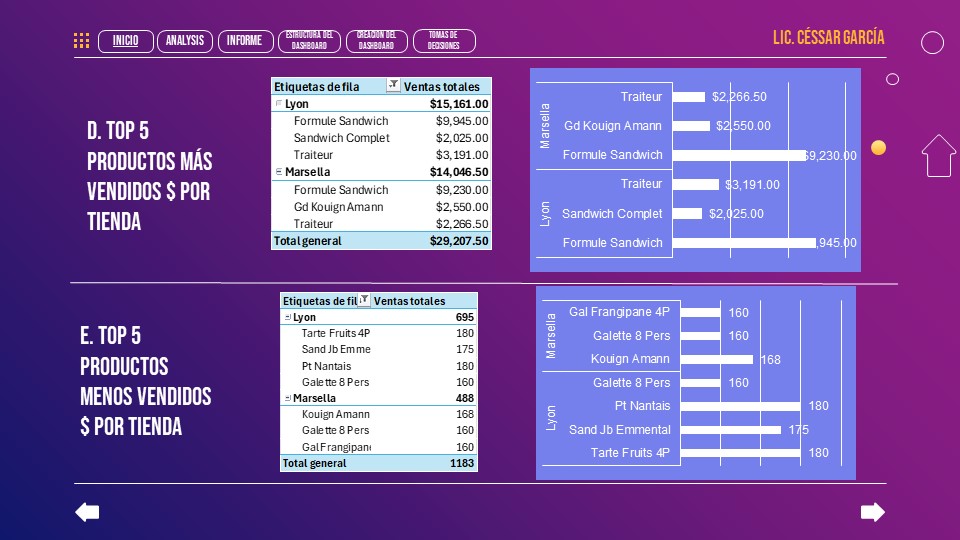 INICIO
ANALYSIS
INFORME
ESTRUCTURA DEL
DASHBOARD
CREACION DEL
DASHBOARD
TOMAS DE
DECISIONES
LIC. CÉSSAR GARCÍA
D. TOP 5
PRODUCTOS MÁS
VENDIDOS $ POR
TIENDA
Etiquetas de fila Ventas totales
Lyon $15,161.00
Formule Sandwich $9,945.00
Sandwich Complet $2,025.00
Traiteur $3,191.00
Marsella $14,046.50
Formule Sandwich $9,230.00
Gd Kouign Amann $2,550.00
Traiteur $2,266.50
Total general $29,207.50
Marsella
Traiteur $2,266.50
Gd Kouign Amann $2,550.00
Formule Sandwich $9,230.00
Lyon
Traiteur $3,191.00
Sandwich Complet $2,025.00
Formule Sandwich ,945.00
E. TOP 5
PRODUCTOS
MENOS VENDIDOS
$ POR TIENDA
Etiquetas de fil Ventas totales
Lyon 695
Tarte Fruits 4P 180
Sand Jb Emme 175
Pt Nantais 180
Galette 8 Pers 160
Marsella 488
Kouign Amann 168
Galette 8 Pers 160
Gal Frangipan 160
Total general 1183
Marsella
Gal Frangipane 4P 160
Galette 8 Pers 160
Kouign Amann 168
Lyon
Galette 8 Pers 160
Pt Nantais 180
Sand Jb Emmental 175
Tarte Fruits 4P 180